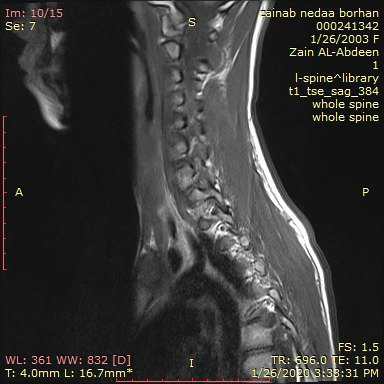 Im: 10/15
Se: 7
S
zainab nedaa borhan
000241342
1/26/2003 F
Zain AL-Abdeen
1
l-spine^library
t1_tse_sag_384
whole spine
whole spine
A
P
WL: 361 WW: 832 [D]
T: 4.0mm L: 16.7mm*
I
FS: 1.5
TR: 696.0 TE: 11.0
1/26/2020 3:33:31 PM